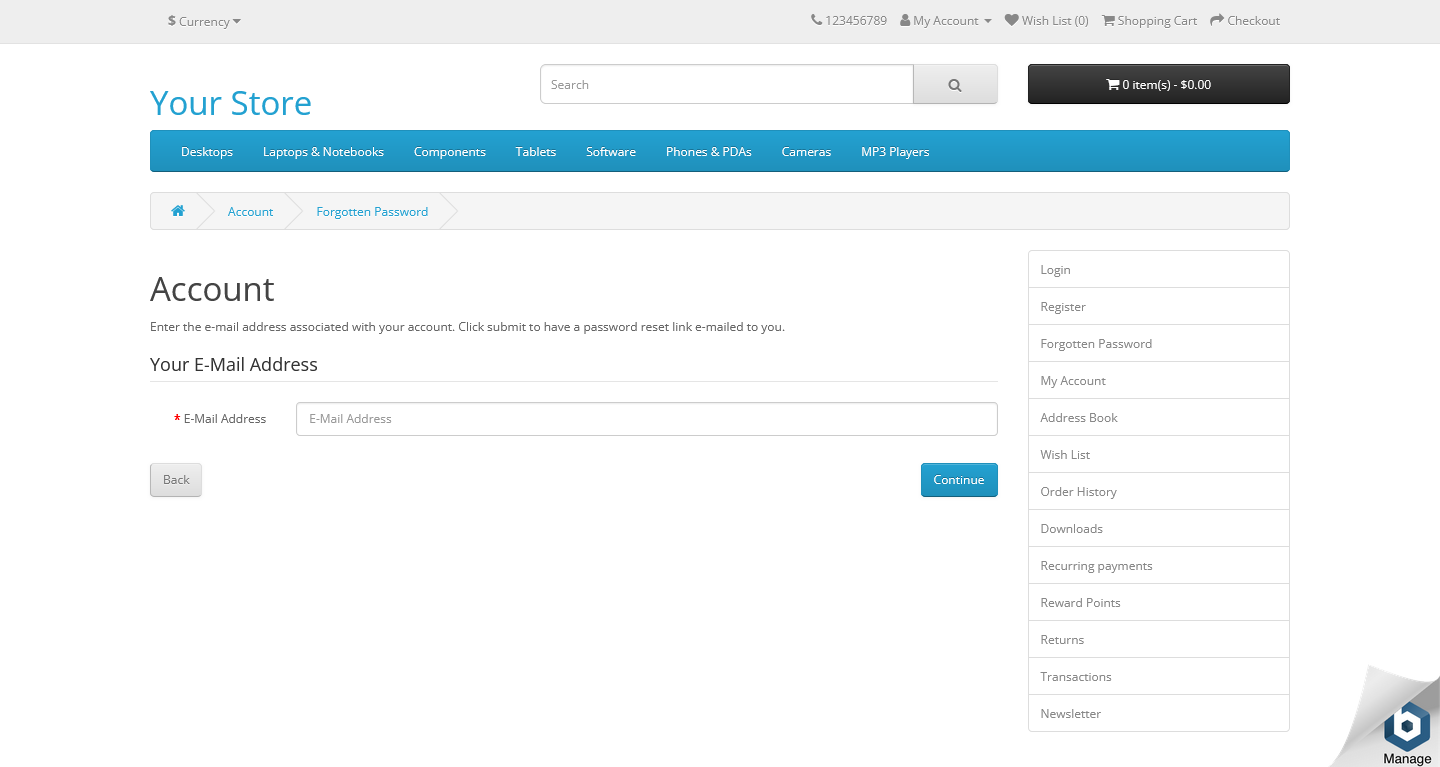 $ Currency
123456789 My Account Wish List (0) Shopping Cart Checkout
Your Store
Search
0 item(s) - $0.00
Desktops Laptops & Notebooks Components Tablets Software Phones & PDAs Cameras MP3 Players
Account Forgotten Password
Account
Enter the e-mail address associated with your account. Click submit to have a password reset link e-mailed to you.
Your E-Mail Address
* E-Mail Address
E-Mail Address
Back
Continue
Login
Register
Forgotten Password
My Account
Address Book
Wish List
Order History
Downloads
Recurring payments
Reward Points
Returns
Transactions
Newsletter
Manage